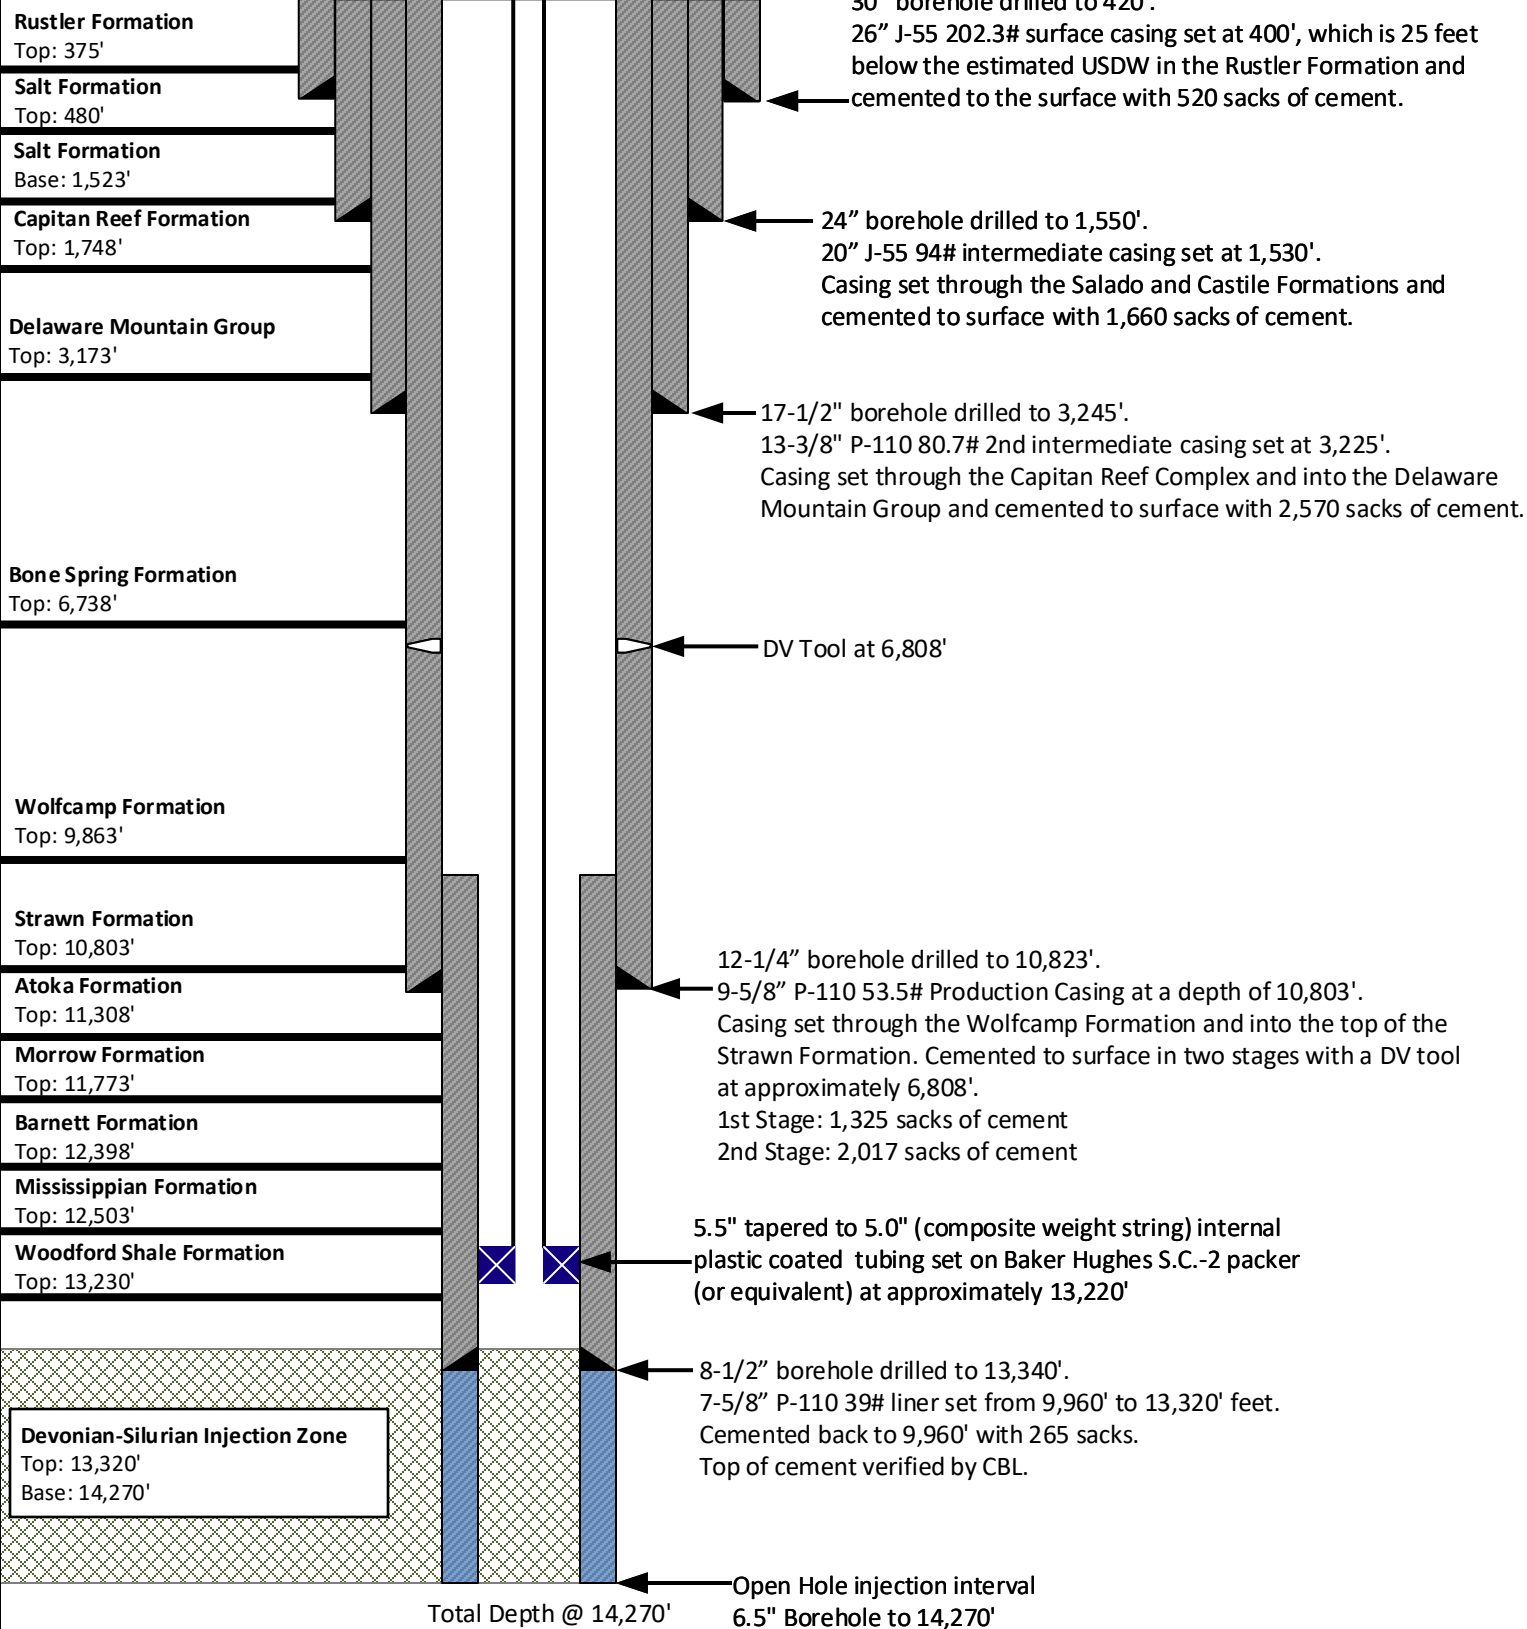 Rustler Formation
Top: 375'
Salt Formation
Top: 480'
Salt Formation
Base: 1,523'
Capitan Reef Formation
Top: 1,748'
Delaware Mountain Group
Top: 3,173'
Bone Spring Formation
Top: 6,738'
Wolfcamp Formation
Top: 9,863'
Strawn Formation
Top: 10,803'
Atoka Formation
Top: 11,308'
Morrow Formation
Top: 11,773'
Barnett Formation
Top: 12,398'
Mississippian Formation
Top: 12,503'
Woodford Shale Formation
Top: 13,230'
Devonian-Silurian Injection Zone
Top: 13,320'
Base: 14,270'
30" borehole drilled to 420'.
26” J-55 202.3# surface casing set at 400', which is 25 feet
below the estimated USDW in the Rustler Formation and
cemented to the surface with 520 sacks of cement.
24” borehole drilled to 1,550'.
20” J-55 94# intermediate casing set at 1,530'.
Casing set through the Salado and Castile Formations and
cemented to surface with 1,660 sacks of cement.
17-1/2" borehole drilled to 3,245'.
13-3/8" P-110 80.7# 2nd intermediate casing set at 3,225'.
Casing set through the Capitan Reef Complex and into the Delaware
Mountain Group and cemented to surface with 2,570 sacks of cement.
DV Tool at 6,808'
12-1/4” borehole drilled to 10,823'.
9-5/8” P-110 53.5# Production Casing at a depth of 10,803'.
Casing set through the Wolfcamp Formation and into the top of the
Strawn Formation. Cemented to surface in two stages with a DV tool
at approximately 6,808'.
1st Stage: 1,325 sacks of cement
2nd Stage: 2,017 sacks of cement
5.5" tapered to 5.0" (composite weight string) internal
plastic coated tubing set on Baker Hughes S.C.-2 packer
(or equivalent) at approximately 13,220'
8-1/2” borehole drilled to 13,340'.
7-5/8” P-110 39# liner set from 9,960' to 13,320' feet.
Cemented back to 9,960' with 265 sacks.
Top of cement verified by CBL.
Open Hole injection interval
6.5" Borehole to 14,270'
Total Depth @ 14,270'